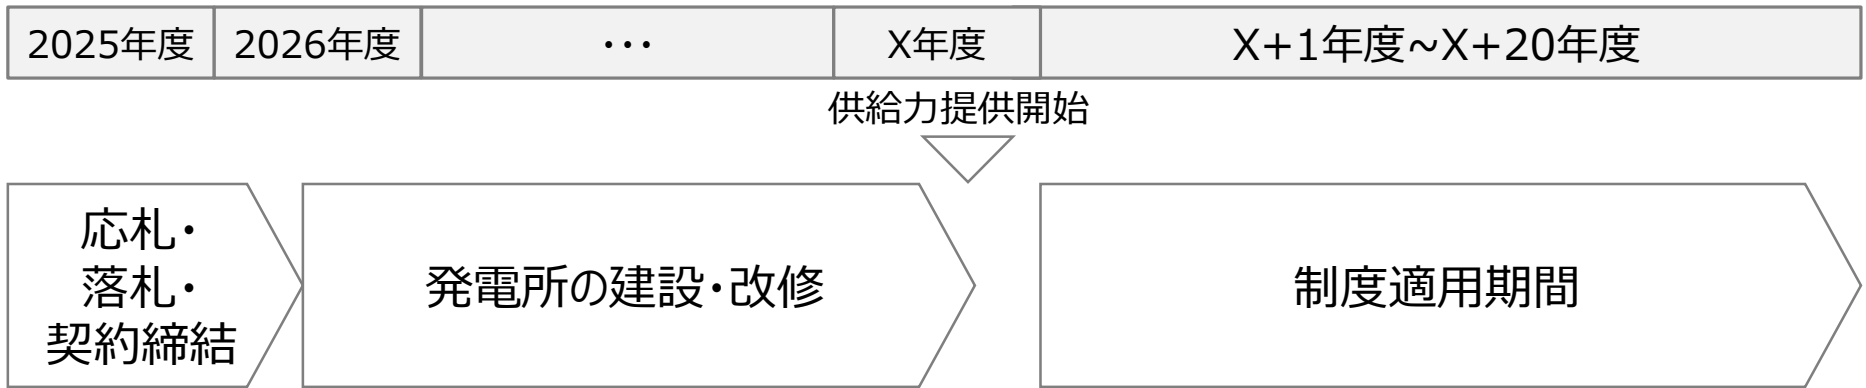 2025年度
2026年度
・・・
X年度
X+1年度~X+20年度
供給力提供開始
応札・
落札・
契約締結
発電所の建設・改修
制度適用期間